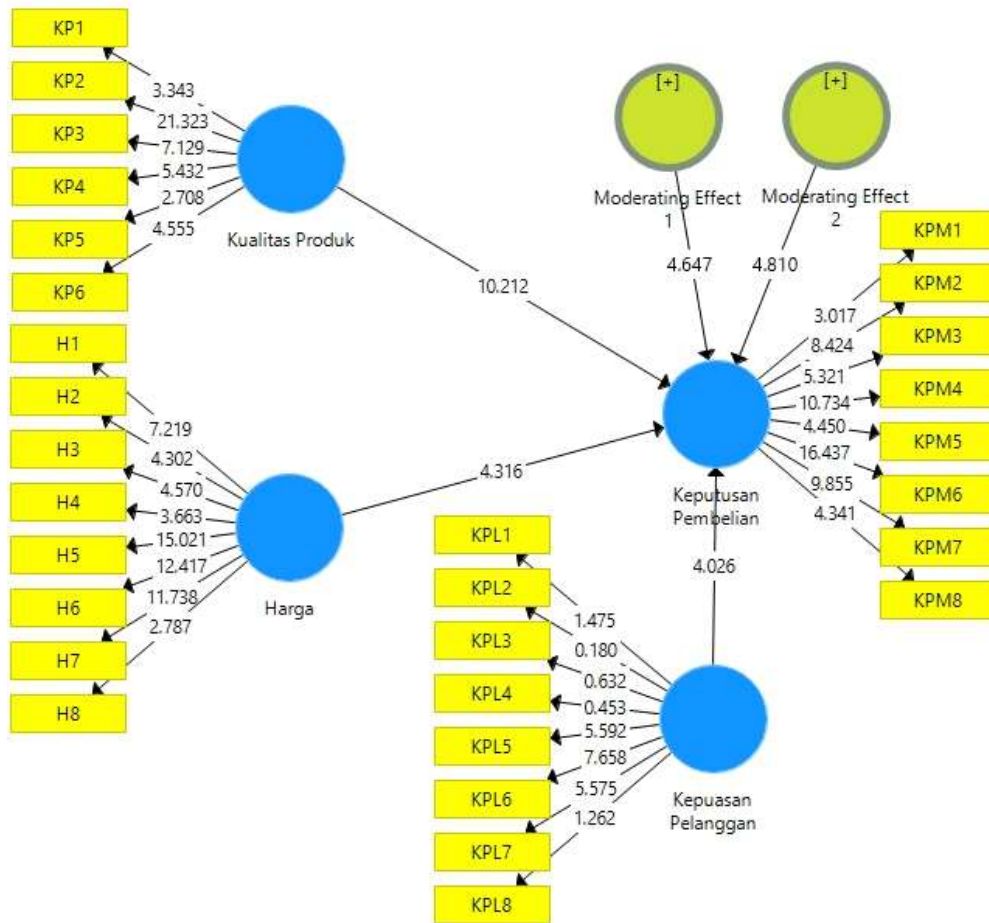 KP1
KP2
KP3
KP4
KP5
KP6
3.343
21.323
7.129
5.432
2.708
4.555
Kualitas Produk
10.212
[+]
Moderating Effect
1
4.647
[+]
Moderating Effect
2
4.810
H1
H2
H3
H4
H5
H6
H7
H8
7.219
4.302
4.570
3.663
15.021
12.417
11.738
2.787
Harga
4.316
Keputusan
Pembelian
3.017
8.424
5.321
10.734
4.450
16.437
9.855
4.341
KPM1
KPM2
KPM3
KPM4
KPM5
KPM6
KPM7
KPM8
4.026
KPL1
KPL2
KPL3
KPL4
KPL5
KPL6
KPL7
KPL8
1.475
0.180
0.632
0.453
5.592
7.658
5.575
1.262
Kepuasan
Pelanggan